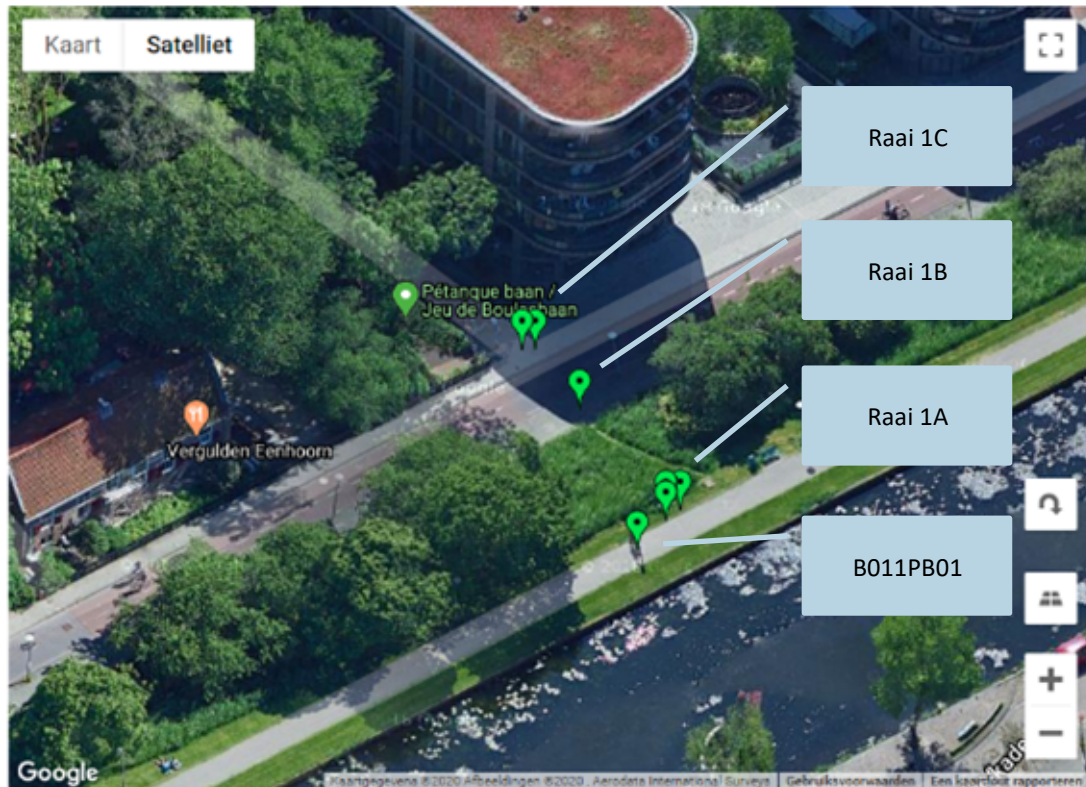 Kaart
Satelliet
Raai 1C
Raai 1B
Pétanque baan /
Jeu de Boulesbaan
Raai 1A
Vergulden Eenhoorn
B011PB01
Google
Kaartgegevens ©2020 Afbeeldingen ©2020 , Aerodata International Surveys
Gebruiksvoorwaarden
Een kaartfout rapporteren